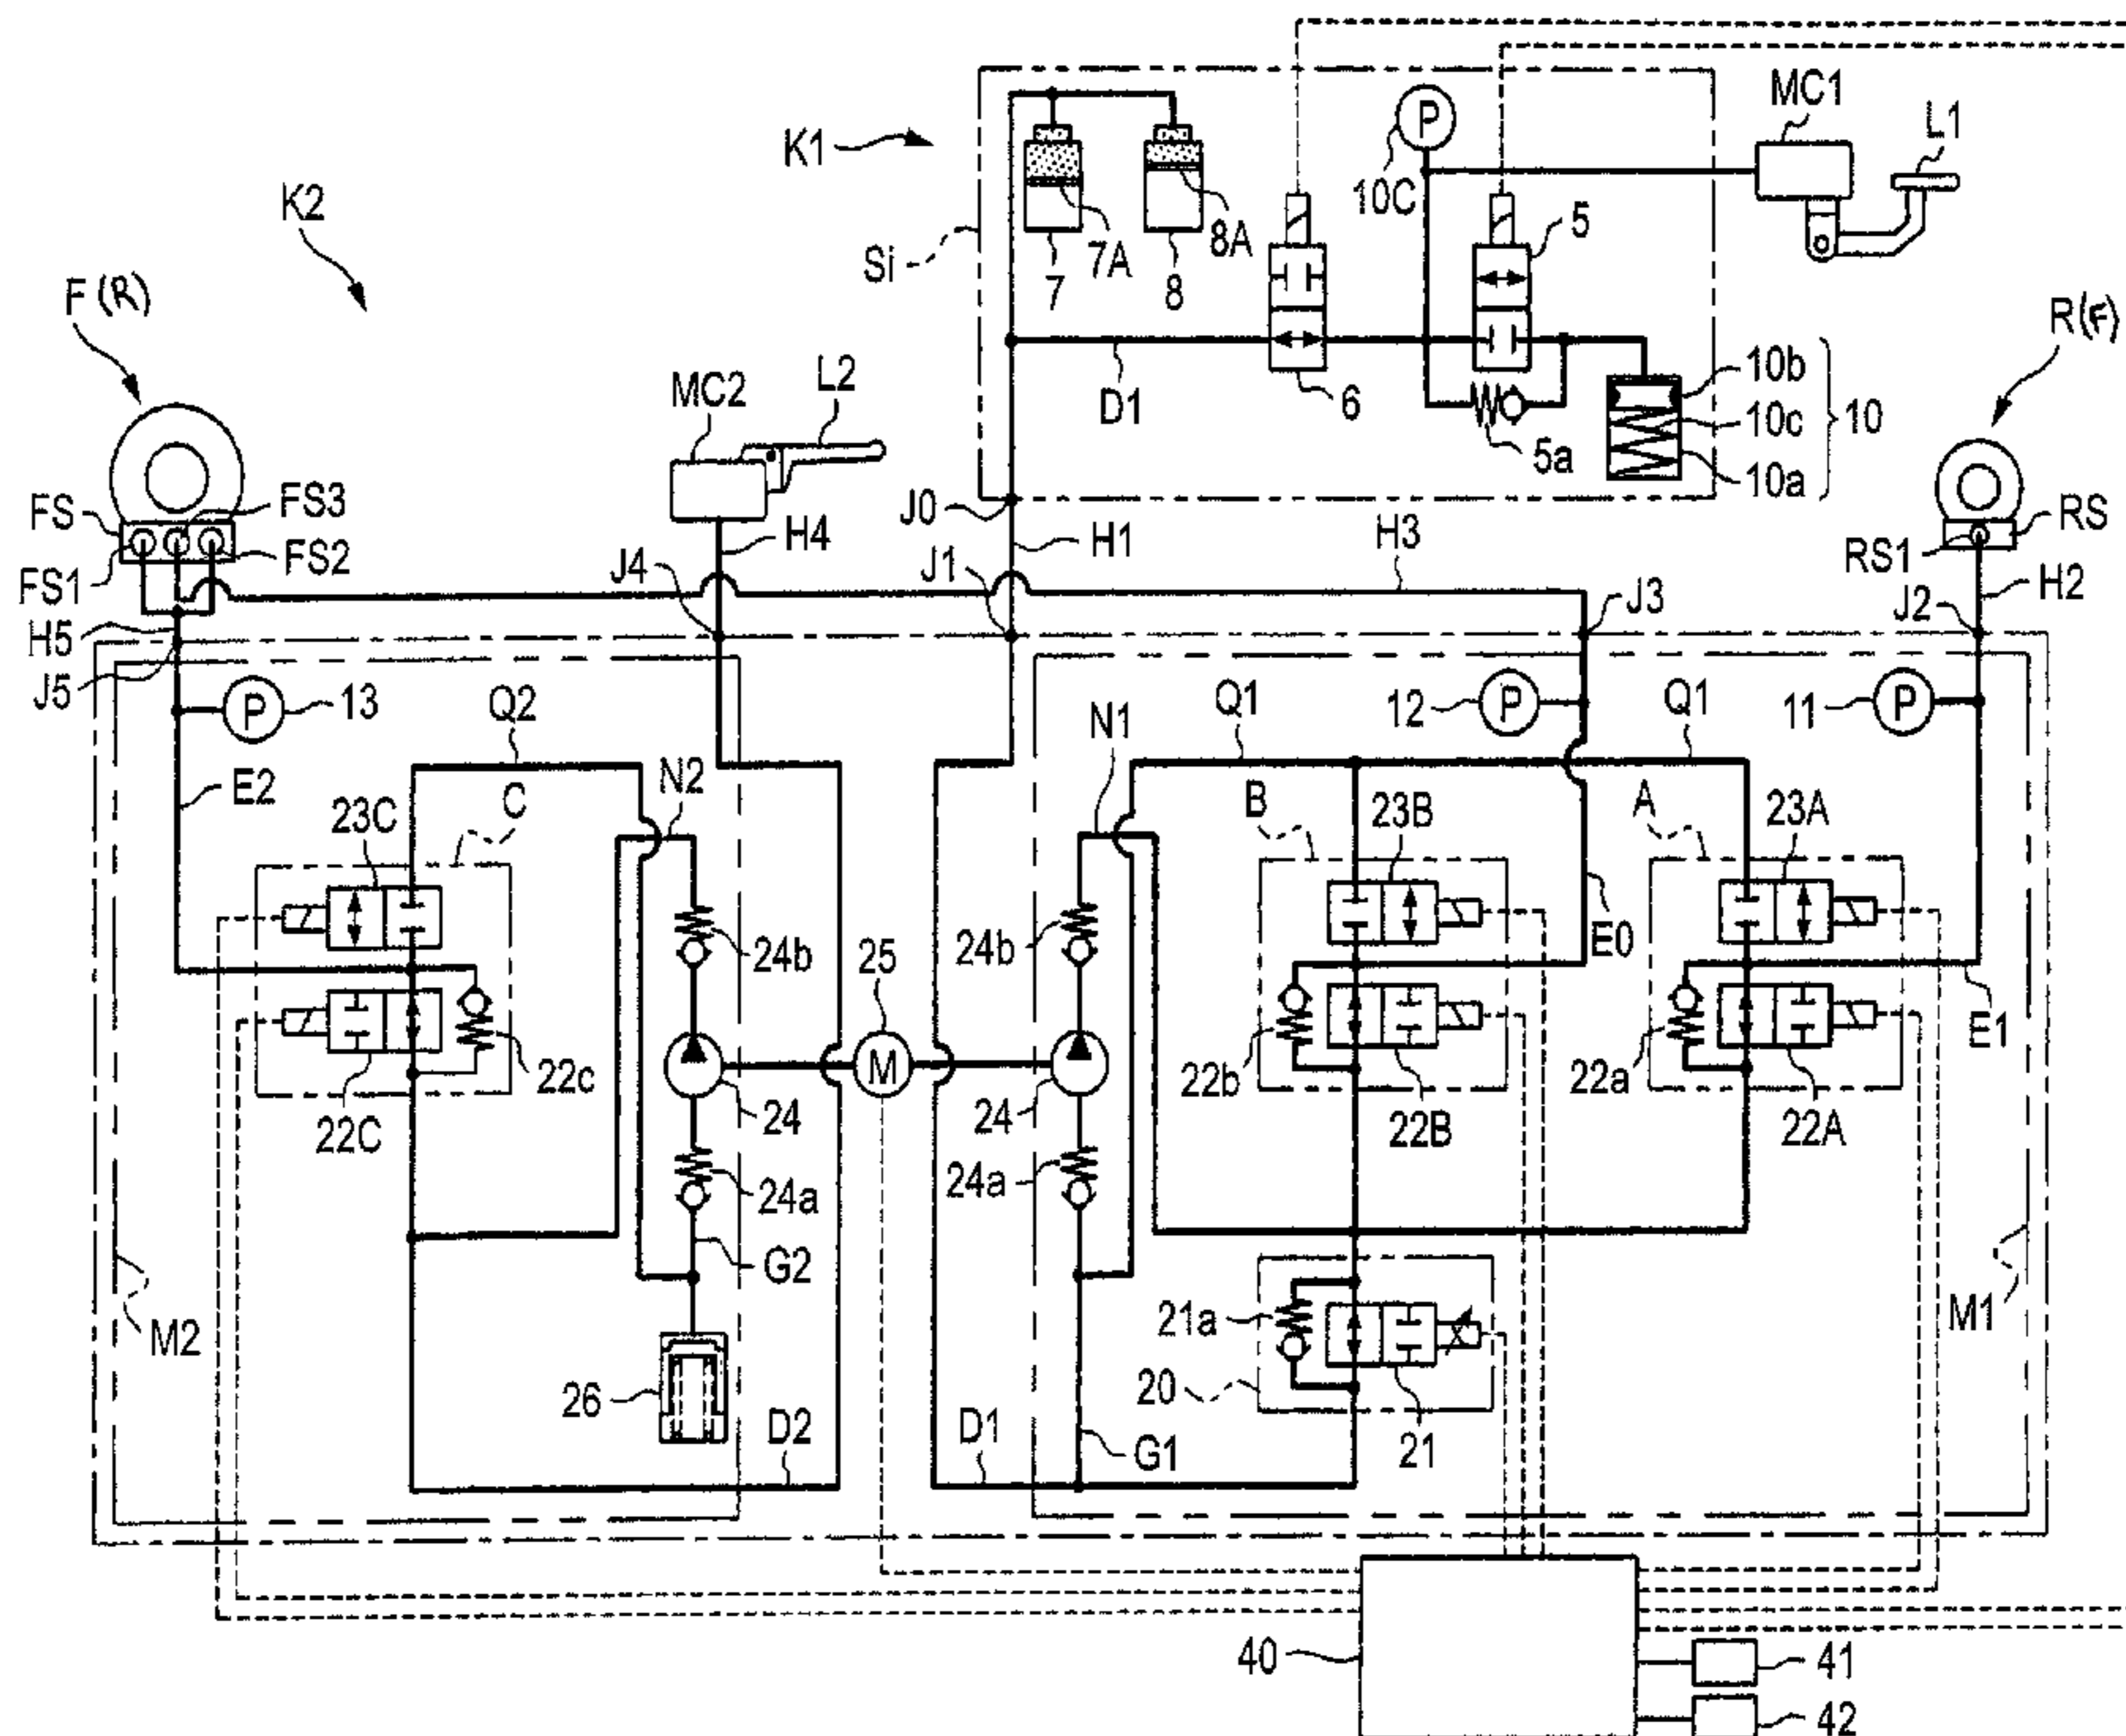 K1
P
10C
MC1
L1
K2
Si
7A
7
8A
8
5
F (R)
R (F)
MC2
L2
D1
6
5a
10b
10c
10a
10
FS
FS3
FS1
FS2
H4
J0
H1
H3
RS
RS1
H2
J4
J1
J3
J2
H5
J5
P
13
Q2
N1
Q1
12
P
Q1
11
P
E2
N2
23C
C
B
23B
A
23A
24b
25
24b
E0
M
22c
22C
24
24
22b
22B
22a
22A
E1
24a
24a
G2
M2
26
21a
20
21
M1
D2
D1
G1
40
41
42